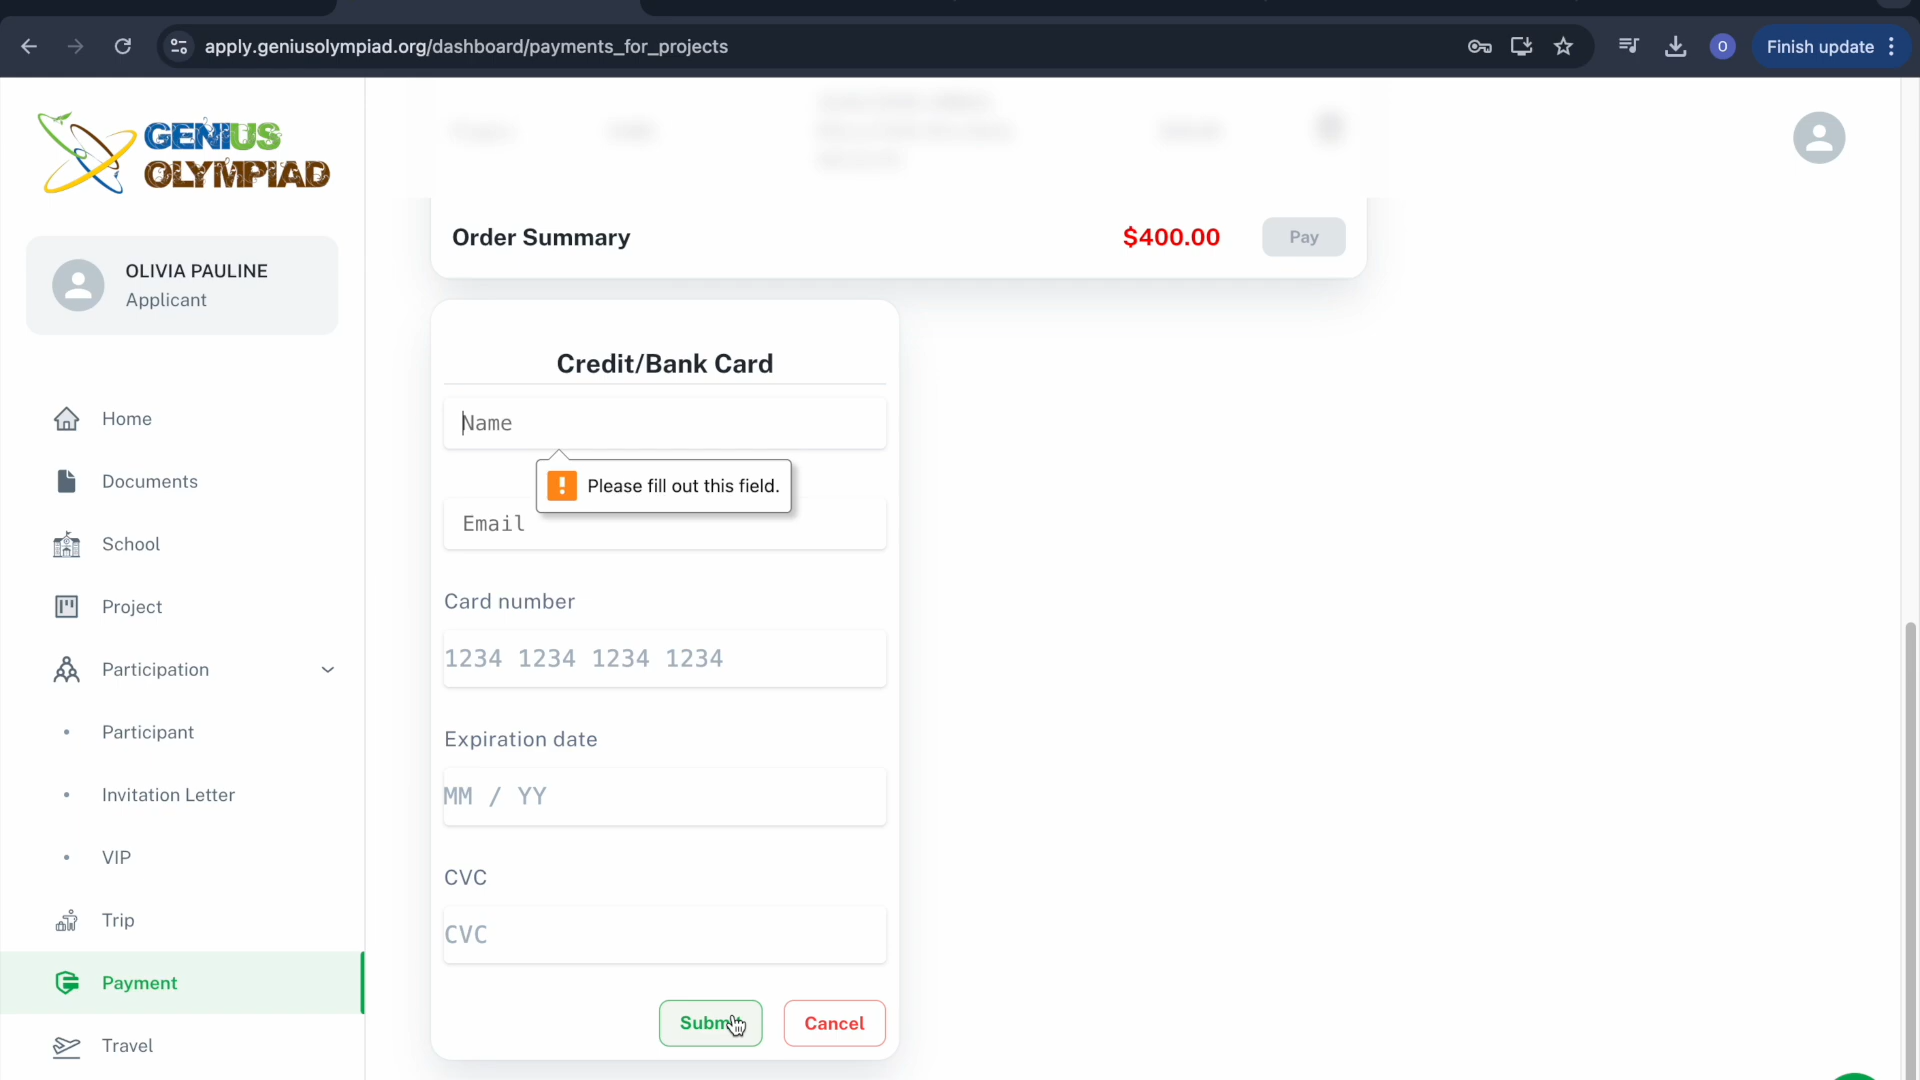 apply.geniusolympiad.org/dashboard/payments_for_projects
O
Finish update
GENIUS
OLYMPIAD
OLIVIA PAULINE
Applicant
Home
Documents
School
Project
Participation
Participant
Invitation Letter
VIP
Trip
Payment
Travel
Order Summary
$400.00
Pay
Credit/Bank Card
Name
Please fill out this field.
Email
Card number
1234 1234 1234 1234
Expiration date
MM / YY
CVC
CVC
Submit
Cancel